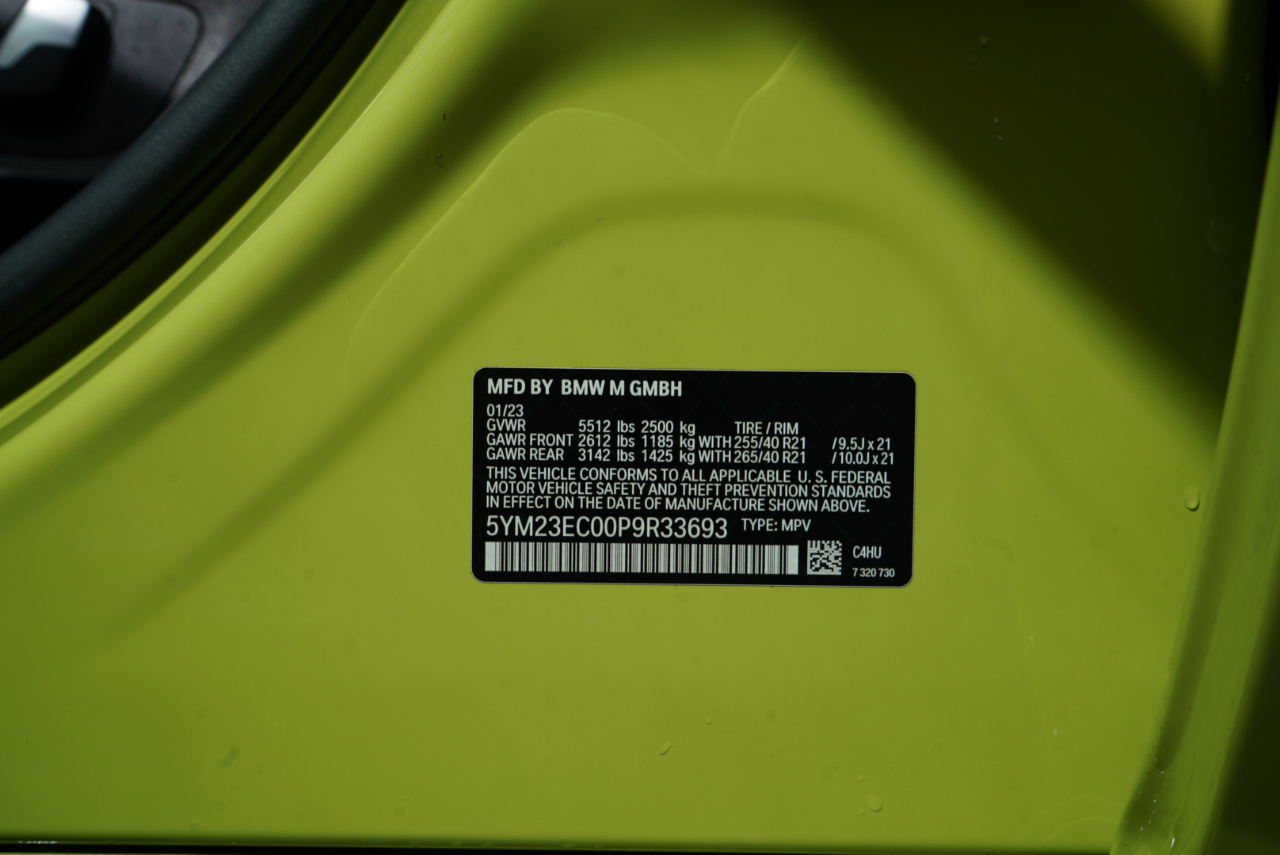 MFD BY BMW M GMBH
01/23
GVWR 5512 lbs 2500 kg TIRE / RIM
GAWR FRONT 2612 lbs 1185 kg WITH 255/40 R21 / 9.5J x 21
GAWR REAR 3142 lbs 1425 kg WITH 265/40 R21 / 10.0J x 21
THIS VEHICLE CONFORMS TO ALL APPLICABLE U. S. FEDERAL
MOTOR VEHICLE SAFETY AND THEFT PREVENTION STANDARDS
IN EFFECT ON THE DATE OF MANUFACTURE SHOWN ABOVE.
5YM23EC00P9R33693 TYPE: MPV
C4HU
7 320 730